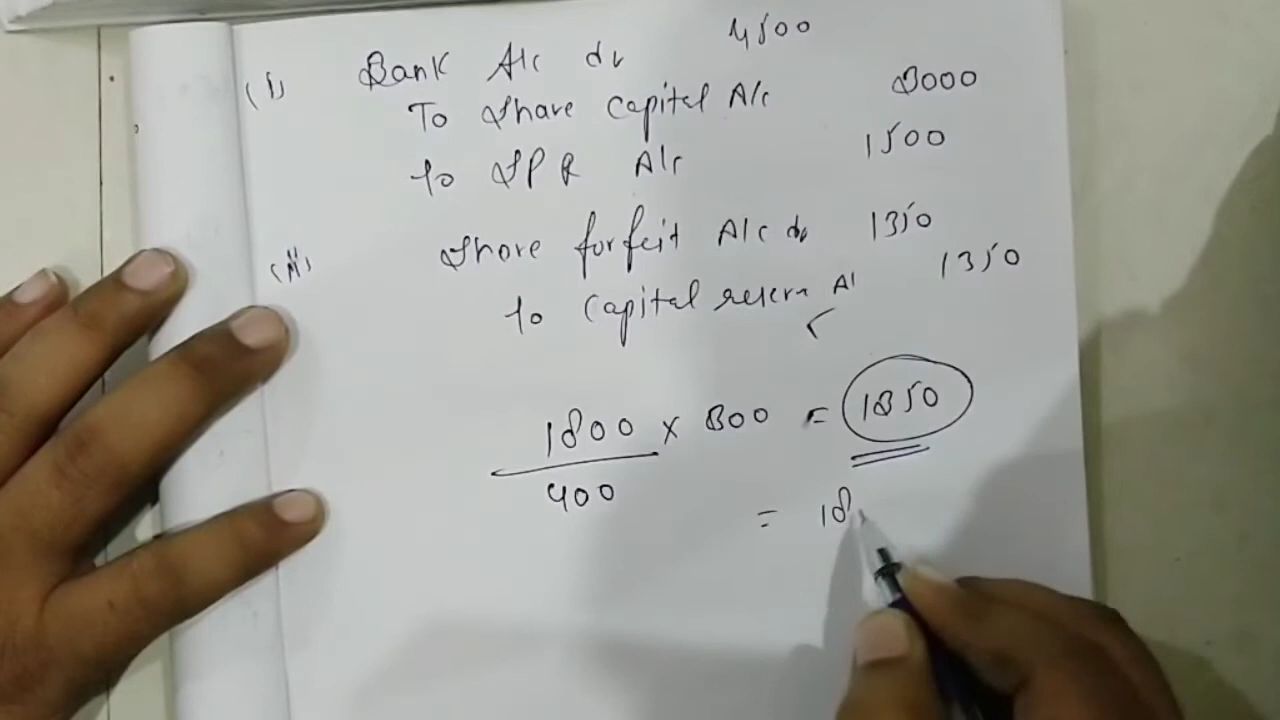 (i) Bank A/c dr 4500
To Share Capital A/c 3000
To SPR A/c 1500
(ii) Share forfeit A/c dr 1350
To Capital reserve A/c 1350
1800 × 300 = 1350
400
= 18